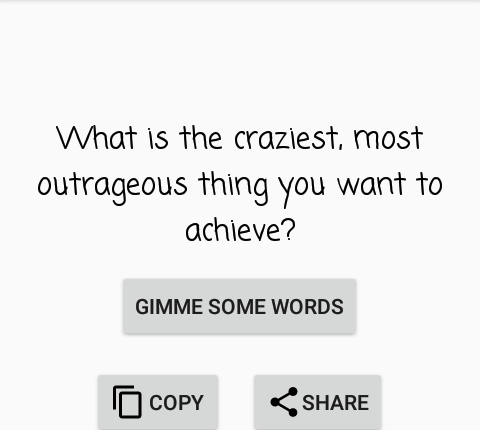 What is the craziest, most
outrageous thing you want to
achieve?
GIMME SOME WORDS
COPY SHARE